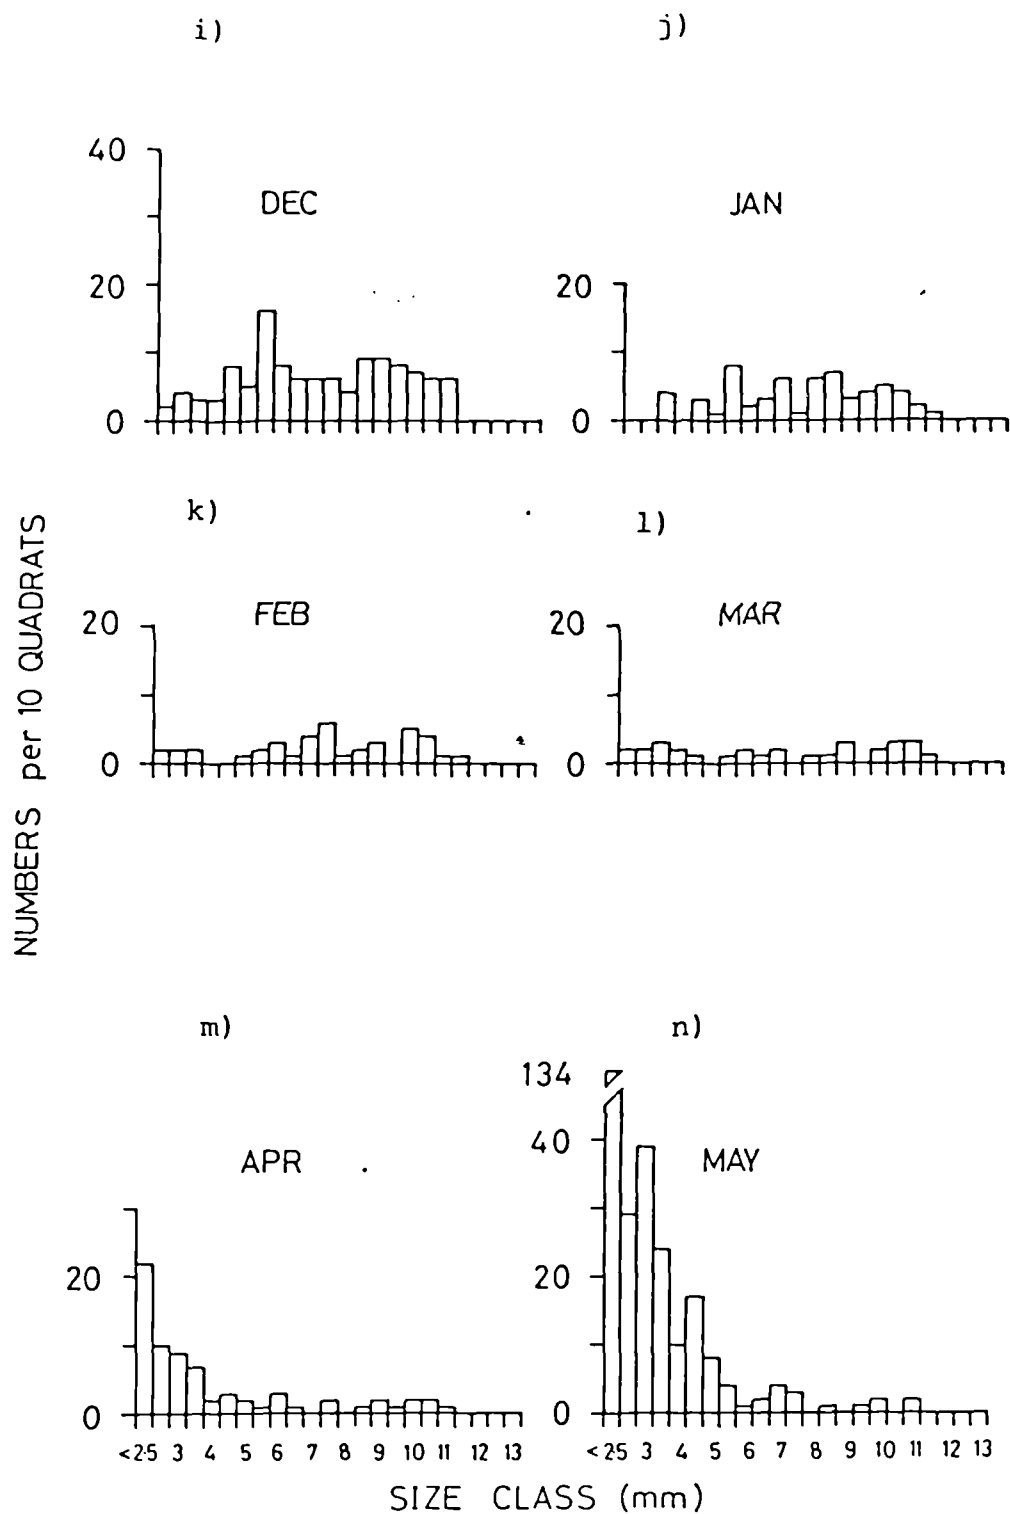 i) j)
40
DEC JAN
20 20
0 0
k) l)
20 FEB 20 MAR
0 0
NUMBERS per 10 QUADRATS
m) n)
134
40
APR MAY
20 20
0 0
<25 3 4 5 6 7 8 9 10 11 12 13 <25 3 4 5 6 7 8 9 10 11 12 13
SIZE CLASS (mm)